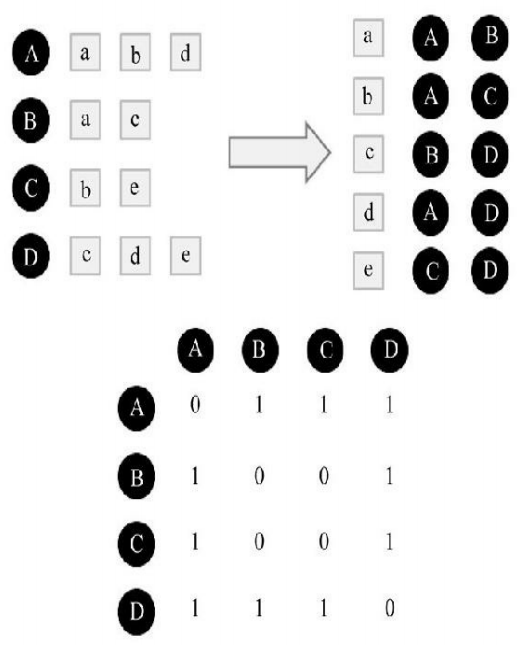 A a b d
B a c
C b e
D c d e
a A B
b A C
c B D
d A D
e C D
A B C D
A 0 1 1 1
B 1 0 0 1
C 1 0 0 1
D 1 1 1 0